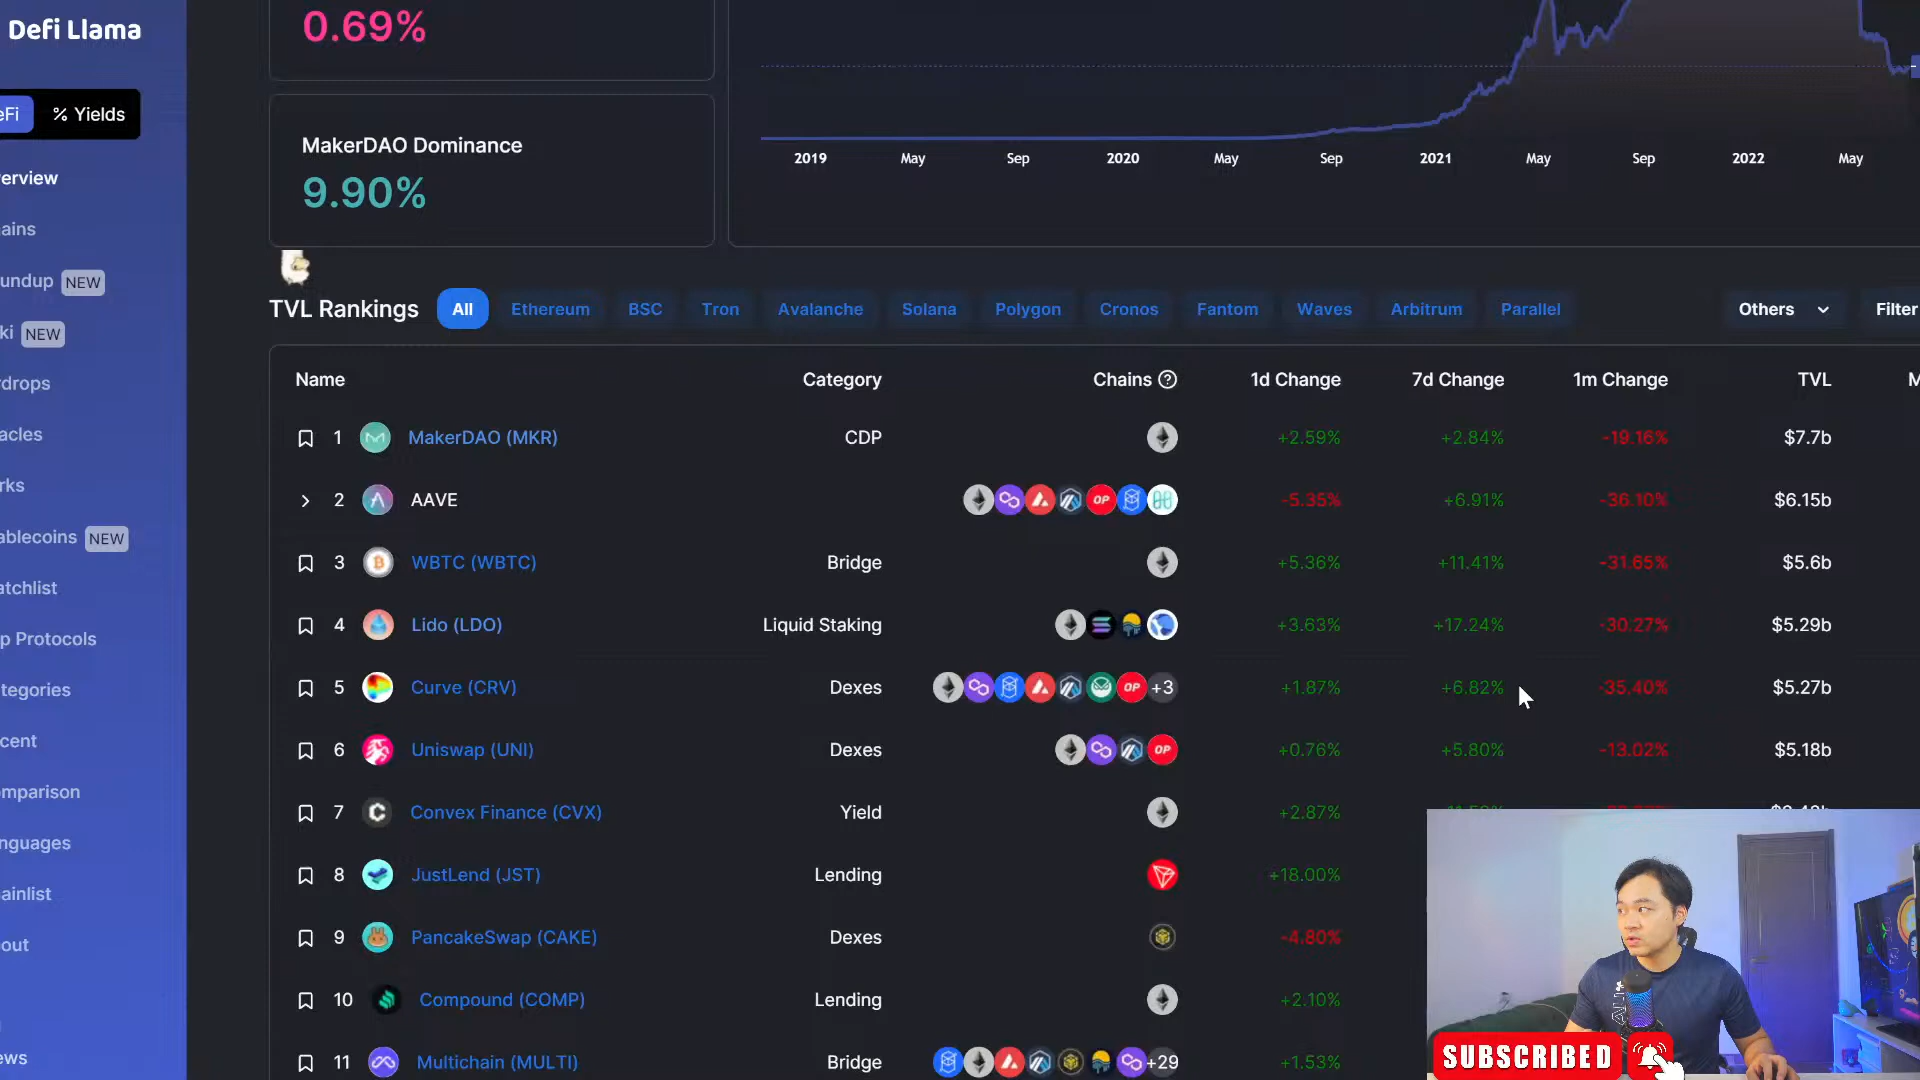 Defi Llama
0.69%
eFi % Yields
MakerDAO Dominance
9.90%
2019 May Sep 2020 May Sep 2021 May Sep 2022 May
erview
ains
undup NEW
ki NEW
drops
acles
rks
ablecoins NEW
atchlist
p Protocols
tegories
cent
mparison
nguages
ainlist
out
ews
TVL Rankings All Ethereum BSC Tron Avalanche Solana Polygon Cronos Fantom Waves Arbitrum Parallel Others Filter
Name Category Chains ? 1d Change 7d Change 1m Change TVL M
1 MakerDAO (MKR) CDP +2.59% +2.84% -19.16% $7.7b
2 AAVE OP -5.35% +6.91% -36.10% $6.15b
3 WBTC (WBTC) Bridge +5.36% +11.41% -31.65% $5.6b
4 Lido (LDO) Liquid Staking +3.63% +17.24% -30.27% $5.29b
5 Curve (CRV) Dexes OP +3 +1.87% +6.82% -35.40% $5.27b
6 Uniswap (UNI) Dexes OP +0.76% +5.80% -13.02% $5.18b
7 Convex Finance (CVX) Yield +2.87%
8 JustLend (JST) Lending +18.00%
9 PancakeSwap (CAKE) Dexes -4.80%
10 Compound (COMP) Lending +2.10%
11 Multichain (MULTI) Bridge +29 +1.53%
SUBSCRIBED